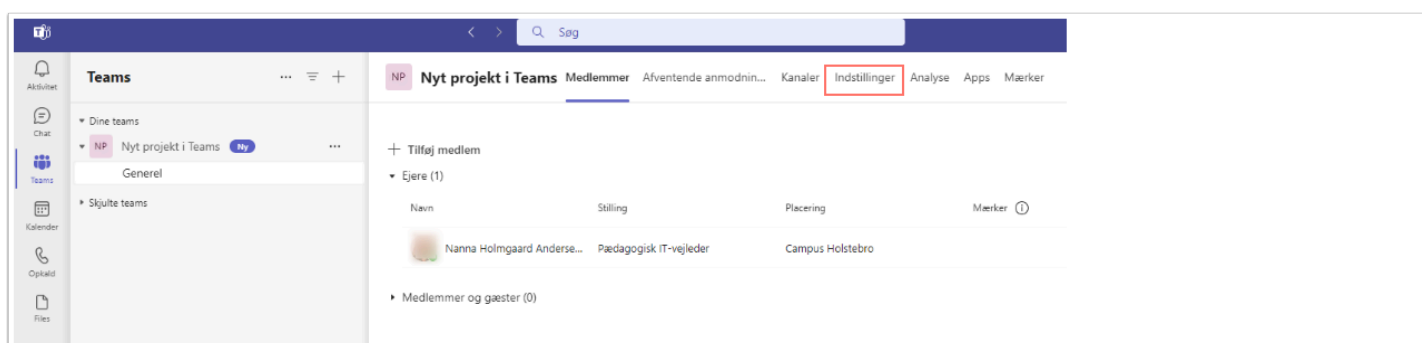 Søg
Aktivitet
Chat
Teams
Kalender
Opkald
Files
Teams
Dine teams
NP Nyt projekt i Teams Ny
Generel
Skjulte teams
NP Nyt projekt i Teams Medlemmer Afventende anmodnin... Kanaler Indstillinger Analyse Apps Mærker
Tilføj medlem
Ejere (1)
Navn Stilling Placering Mærker
Nanna Holmgaard Anderse... Pædagogisk IT-vejleder Campus Holstebro
Medlemmer og gæster (0)